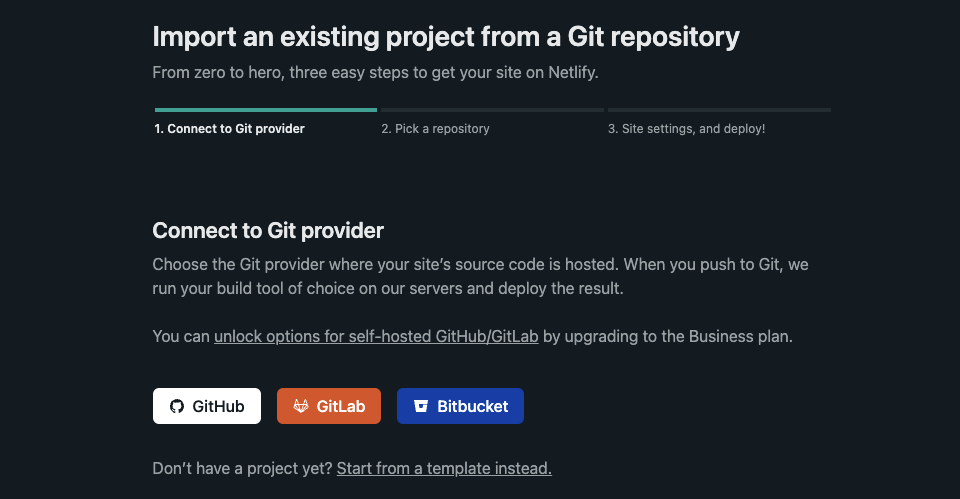 Import an existing project from a Git repository
From zero to hero, three easy steps to get your site on Netlify.
1. Connect to Git provider
2. Pick a repository
3. Site settings, and deploy!
Connect to Git provider
Choose the Git provider where your site’s source code is hosted. When you push to Git, we
run your build tool of choice on our servers and deploy the result.
You can unlock options for self-hosted GitHub/GitLab by upgrading to the Business plan.
GitHub
GitLab
Bitbucket
Don’t have a project yet? Start from a template instead.